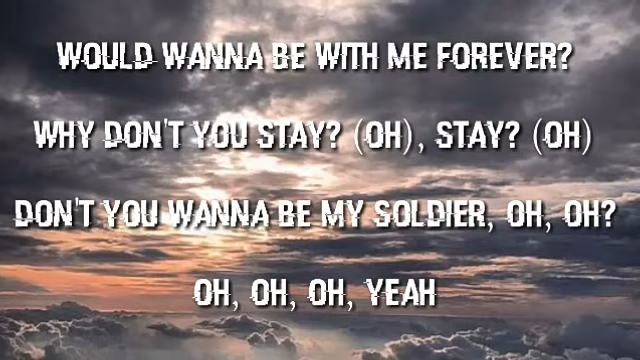 WOULD WANNA BE WITH ME FOREVER?
WHY DON'T YOU STAY? (OH), STAY? (OH)
DON'T YOU WANNA BE MY SOLDIER, OH, OH?
OH, OH, OH, YEAH